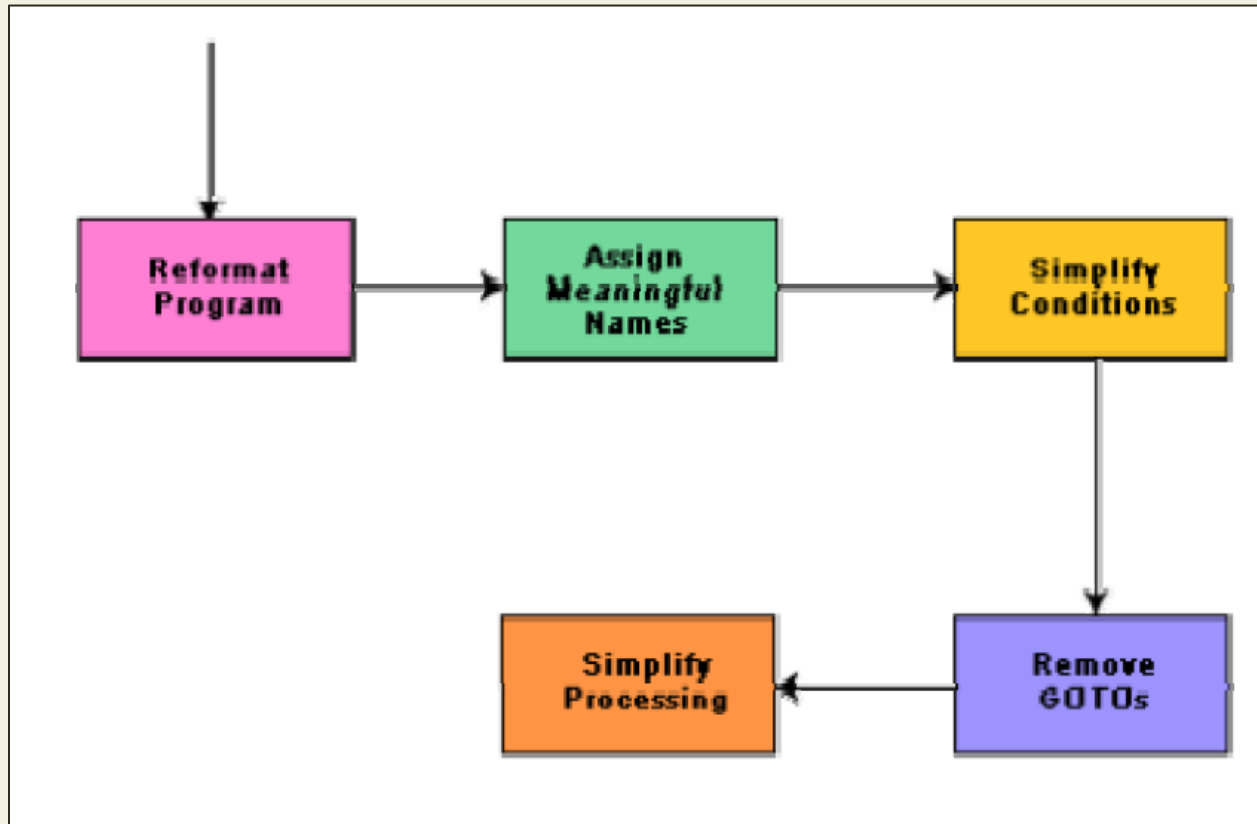 Reformat
Program
Assign
Meaningful
Names
Simplify
Conditions
Simplify
Processing
Remove
GOTOs